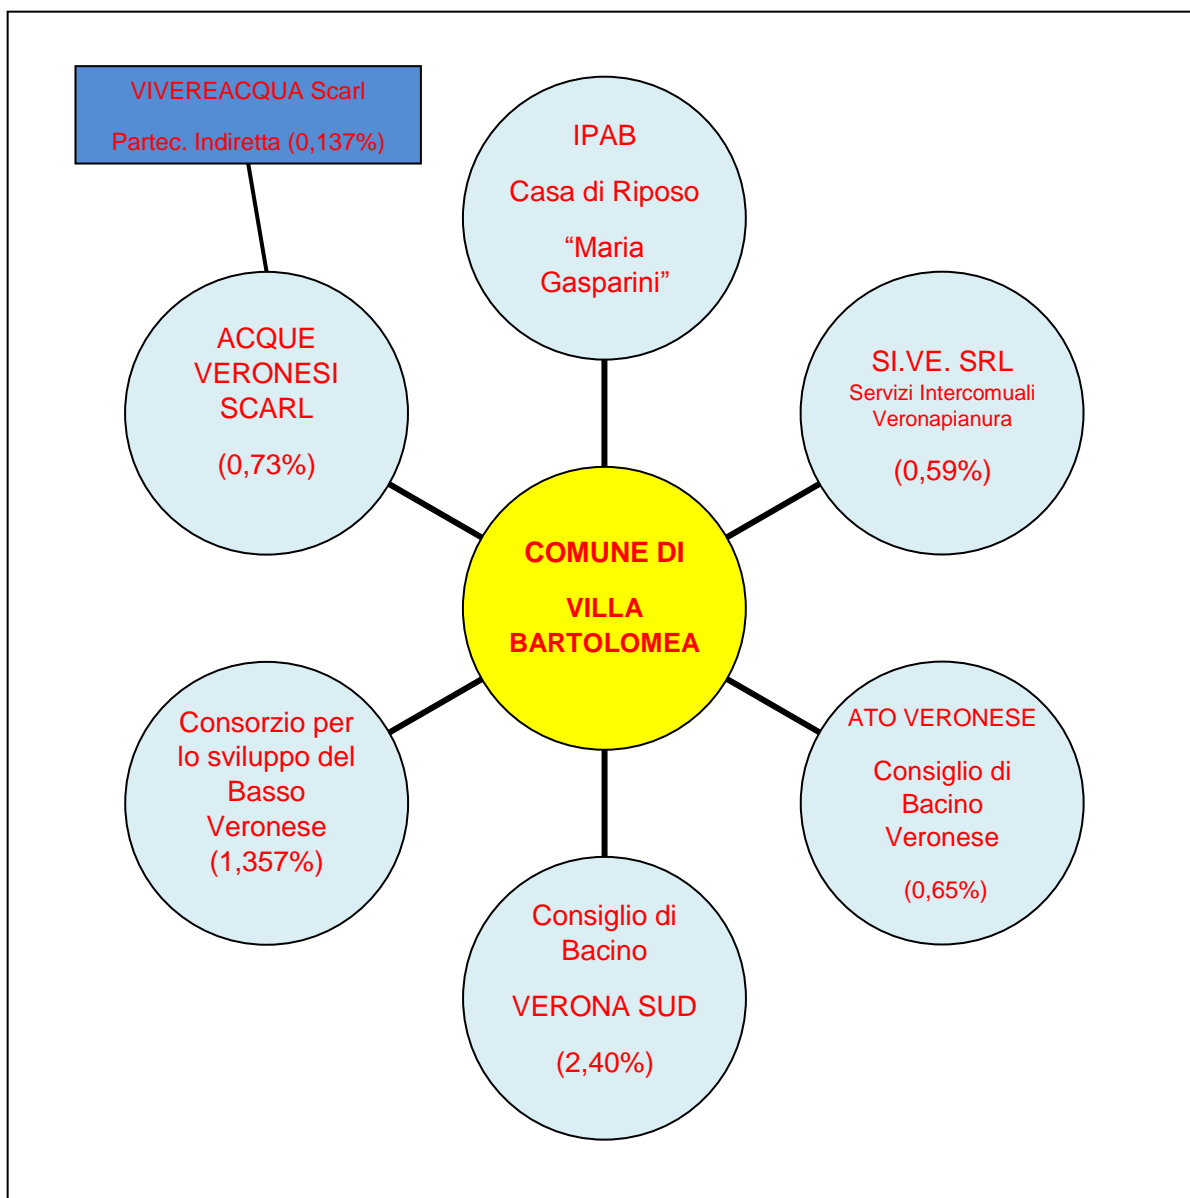 VIVEREACQUA Scarl
Partec. Indiretta (0,137%)
IPAB
Casa di Riposo
“Maria
Gasparini”
ACQUE
VERONESI
SCARL
(0,73%)
SI.VE. SRL
Servizi Intercomuali
Veronapianura
(0,59%)
COMUNE DI
VILLA
BARTOLOMEA
Consorzio per
lo sviluppo del
Basso
Veronese
(1,357%)
ATO VERONESE
Consiglio di
Bacino
Veronese
(0,65%)
Consiglio di
Bacino
VERONA SUD
(2,40%)